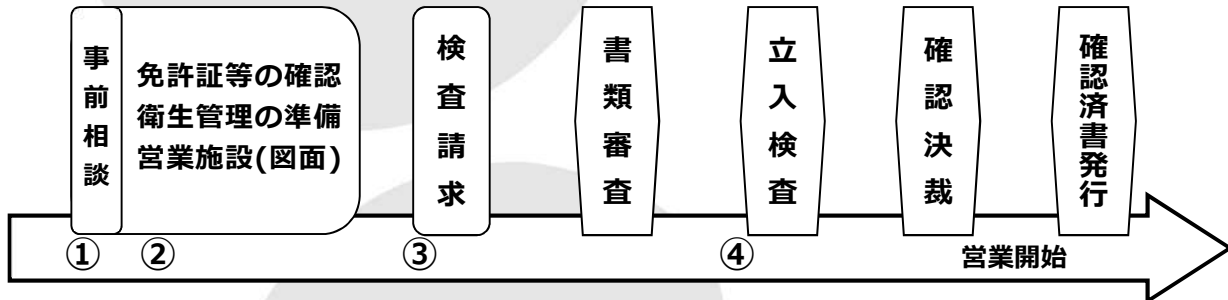 事前相談
免許証等の確認
衛生管理の準備
営業施設(図面)
検査請求
書類審査
立入検査
確認決裁
確認済書発行
① ② ③ ④ 営業開始